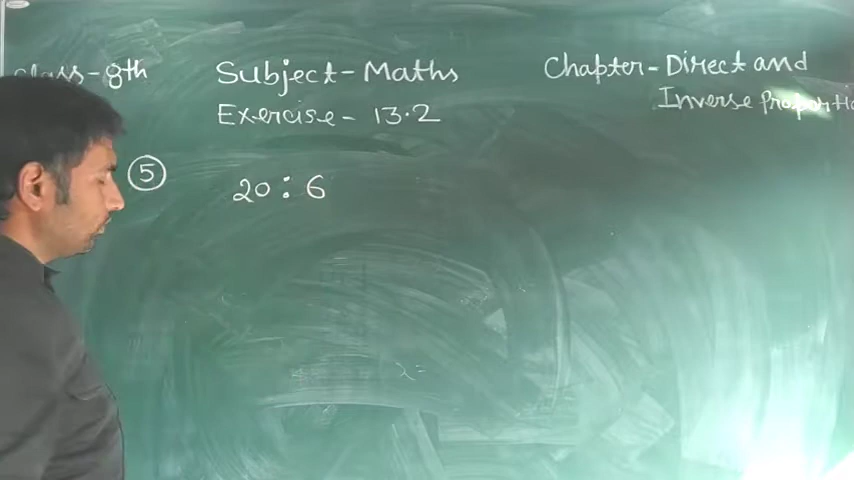 class-8th Subject-Maths Chapter-Direct and
Exercise-13.2 Inverse Proportio
5 20:6
x=